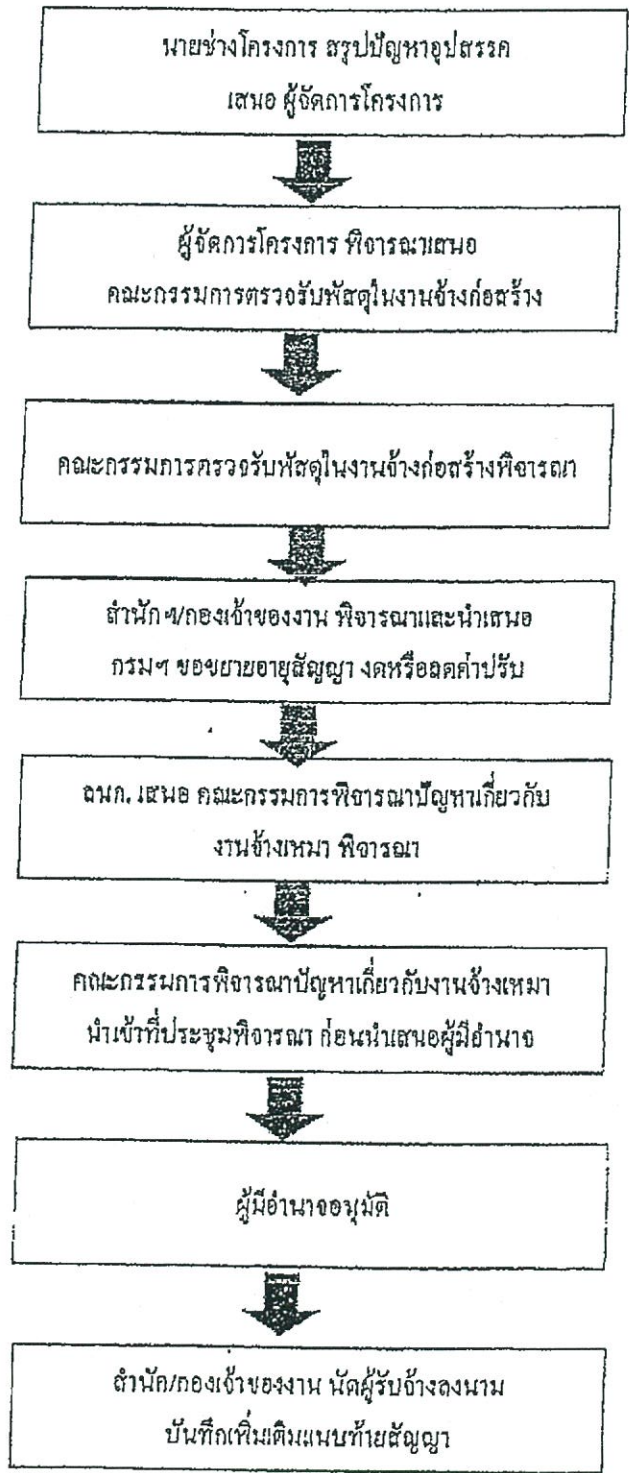 นายช่างโครงการ สรุปปัญหาอุปสรรค
เสนอ ผู้จัดการโครงการ
ผู้จัดการโครงการ พิจารณาเสนอ
คณะกรรมการตรวจรับพัสดุในงานจ้างก่อสร้าง
คณะกรรมการตรวจรับพัสดุในงานจ้างก่อสร้างพิจารณา
สำนักฯ/กองเจ้าของงาน พิจารณาและนำเสนอ
กรมฯ ขอขยายอายุสัญญา งดหรือลดค่าปรับ
สนก. เสนอ คณะกรรมการพิจารณาปัญหาเกี่ยวกับ
งานจ้างเหมา พิจารณา
คณะกรรมการพิจารณาปัญหาเกี่ยวกับงานจ้างเหมา
นำเข้าที่ประชุมพิจารณา ก่อนนำเสนอผู้มีอำนาจ
ผู้มีอำนาจอนุมัติ
สำนัก/กองเจ้าของงาน นัดผู้รับจ้างลงนาม
บันทึกเพิ่มเติมแนบท้ายสัญญา